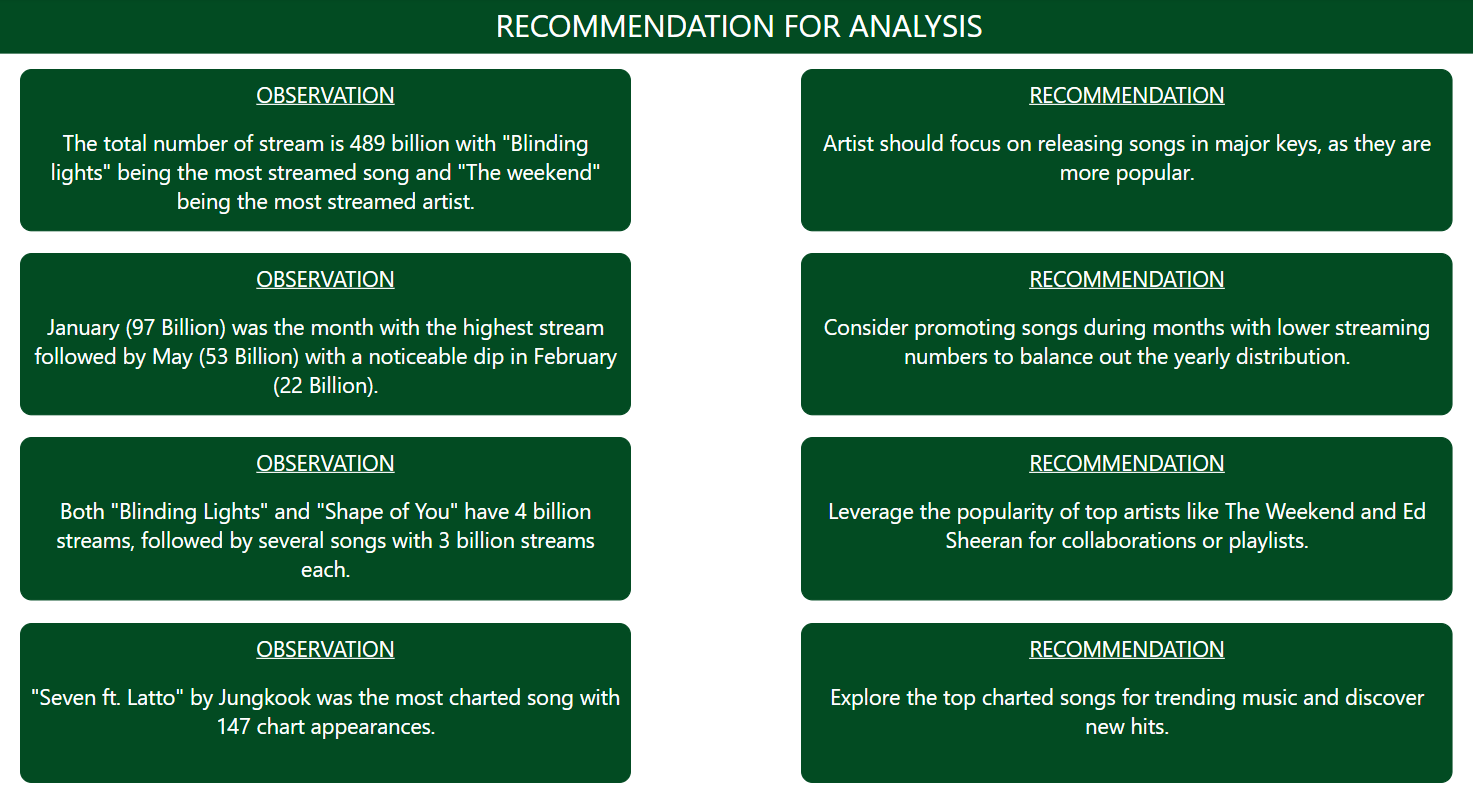 RECOMMENDATION FOR ANALYSIS
OBSERVATION
The total number of stream is 489 billion with "Blinding
lights" being the most streamed song and "The weekend"
being the most streamed artist.
RECOMMENDATION
Artist should focus on releasing songs in major keys, as they are
more popular.
OBSERVATION
January (97 Billion) was the month with the highest stream
followed by May (53 Billion) with a noticeable dip in February
(22 Billion).
RECOMMENDATION
Consider promoting songs during months with lower streaming
numbers to balance out the yearly distribution.
OBSERVATION
Both "Blinding Lights" and "Shape of You" have 4 billion
streams, followed by several songs with 3 billion streams
each.
RECOMMENDATION
Leverage the popularity of top artists like The Weekend and Ed
Sheeran for collaborations or playlists.
OBSERVATION
"Seven ft. Latto" by Jungkook was the most charted song with
147 chart appearances.
RECOMMENDATION
Explore the top charted songs for trending music and discover
new hits.